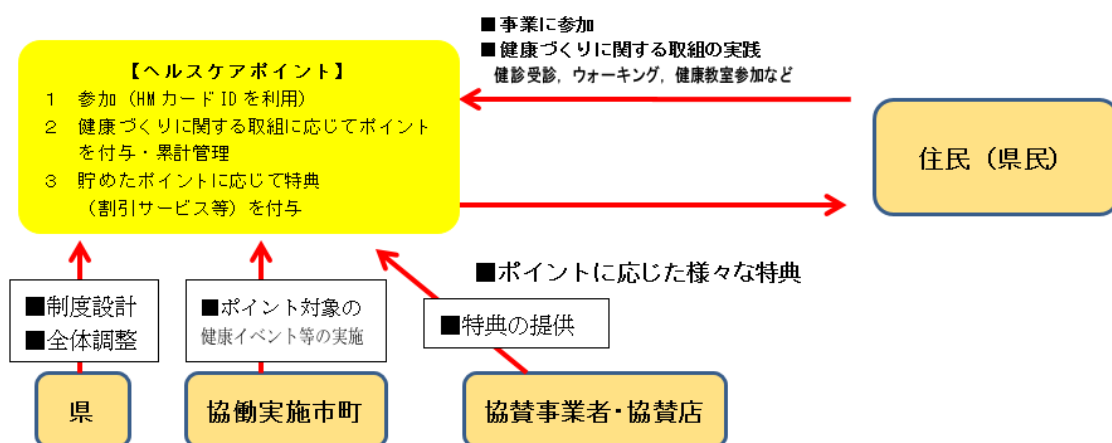 ■事業に参加
■健康づくりに関する取組の実践
健診受診，ウォーキング，健康教室参加など
【ヘルスケアポイント】
1 参加（HMカードIDを利用）
2 健康づくりに関する取組に応じてポイント
を付与・累計管理
3 貯めたポイントに応じて特典
（割引サービス等）を付与
住民（県民）
■ポイントに応じた様々な特典
■制度設計
■全体調整
■ポイント対象の
健康イベント等の実施
■特典の提供
県
協働実施市町
協賛事業者・協賛店